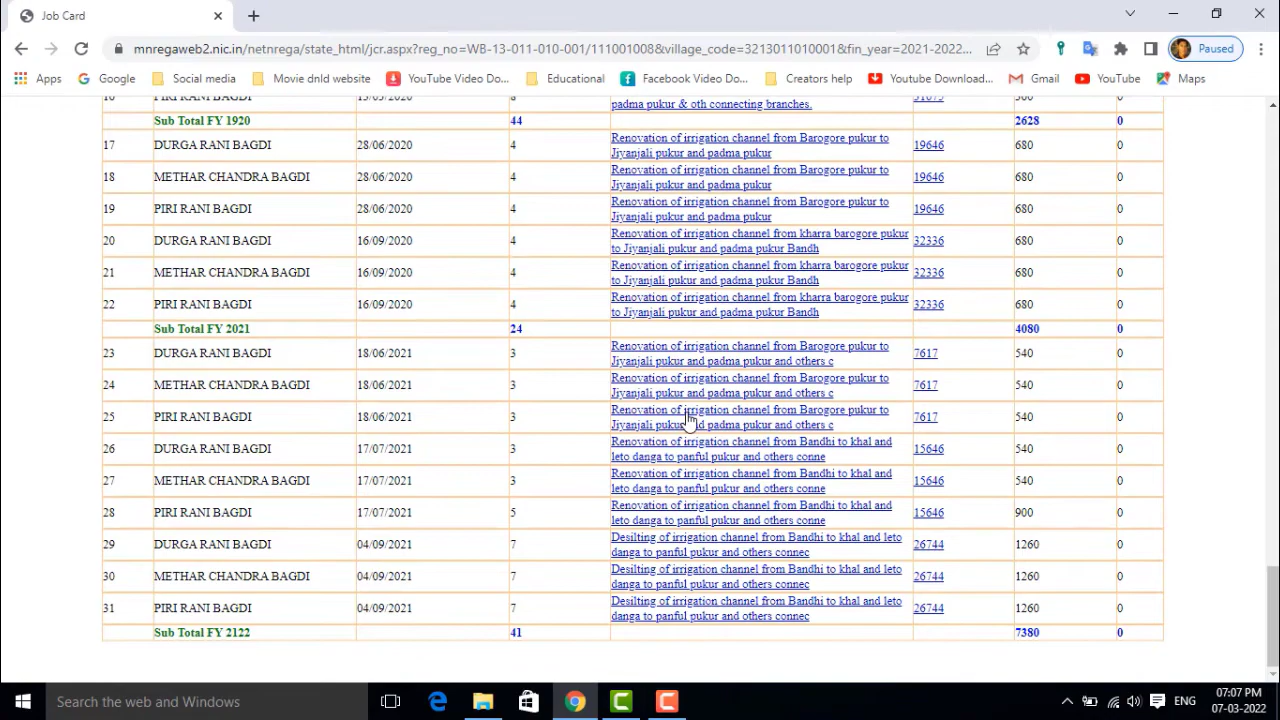 Job Card
mnregaweb2.nic.in/netnrega/state_html/jcr.aspx?reg_no=WB-13-011-010-001/111001008&village_code=3213011010001&fin_year=2021-2022...
Paused
Apps Google Social media Movie dnld website YouTube Video Do... Educational Facebook Video Do... Creators help Youtube Download... Gmail YouTube Maps
16 PIRI RANI BAGDI 15/03/2020 8 padma pukur & oth connecting branches. 31675
Sub Total FY 1920 44 2628 0
17 DURGA RANI BAGDI 28/06/2020 4 Renovation of irrigation channel from Barogore pukur to 19646 680 0
Jiyanjali pukur and padma pukur
18 METHAR CHANDRA BAGDI 28/06/2020 4 Renovation of irrigation channel from Barogore pukur to 19646 680 0
Jiyanjali pukur and padma pukur
19 PIRI RANI BAGDI 28/06/2020 4 Renovation of irrigation channel from Barogore pukur to 19646 680 0
Jiyanjali pukur and padma pukur
20 DURGA RANI BAGDI 16/09/2020 4 Renovation of irrigation channel from kharra barogore pukur 32336 680 0
to Jiyanjali pukur and padma pukur Bandh
21 METHAR CHANDRA BAGDI 16/09/2020 4 Renovation of irrigation channel from kharra barogore pukur 32336 680 0
to Jiyanjali pukur and padma pukur Bandh
22 PIRI RANI BAGDI 16/09/2020 4 Renovation of irrigation channel from kharra barogore pukur 32336 680 0
to Jiyanjali pukur and padma pukur Bandh
Sub Total FY 2021 24 4080 0
23 DURGA RANI BAGDI 18/06/2021 3 Renovation of irrigation channel from Barogore pukur to 7617 540 0
Jiyanjali pukur and padma pukur and others c
24 METHAR CHANDRA BAGDI 18/06/2021 3 Renovation of irrigation channel from Barogore pukur to 7617 540 0
Jiyanjali pukur and padma pukur and others c
25 PIRI RANI BAGDI 18/06/2021 3 Renovation of irrigation channel from Barogore pukur to 7617 540 0
Jiyanjali pukur and padma pukur and others c
26 DURGA RANI BAGDI 17/07/2021 3 Renovation of irrigation channel from Bandhi to khal and 15646 540 0
leto danga to panful pukur and others conne
27 METHAR CHANDRA BAGDI 17/07/2021 3 Renovation of irrigation channel from Bandhi to khal and 15646 540 0
leto danga to panful pukur and others conne
28 PIRI RANI BAGDI 17/07/2021 5 Renovation of irrigation channel from Bandhi to khal and 15646 900 0
leto danga to panful pukur and others conne
29 DURGA RANI BAGDI 04/09/2021 7 Desilting of irrigation channel from Bandhi to khal and leto 26744 1260 0
danga to panful pukur and others connec
30 METHAR CHANDRA BAGDI 04/09/2021 7 Desilting of irrigation channel from Bandhi to khal and leto 26744 1260 0
danga to panful pukur and others connec
31 PIRI RANI BAGDI 04/09/2021 7 Desilting of irrigation channel from Bandhi to khal and leto 26744 1260 0
danga to panful pukur and others connec
Sub Total FY 2122 41 7380 0
Search the web and Windows
ENG
07:07 PM
07-03-2022